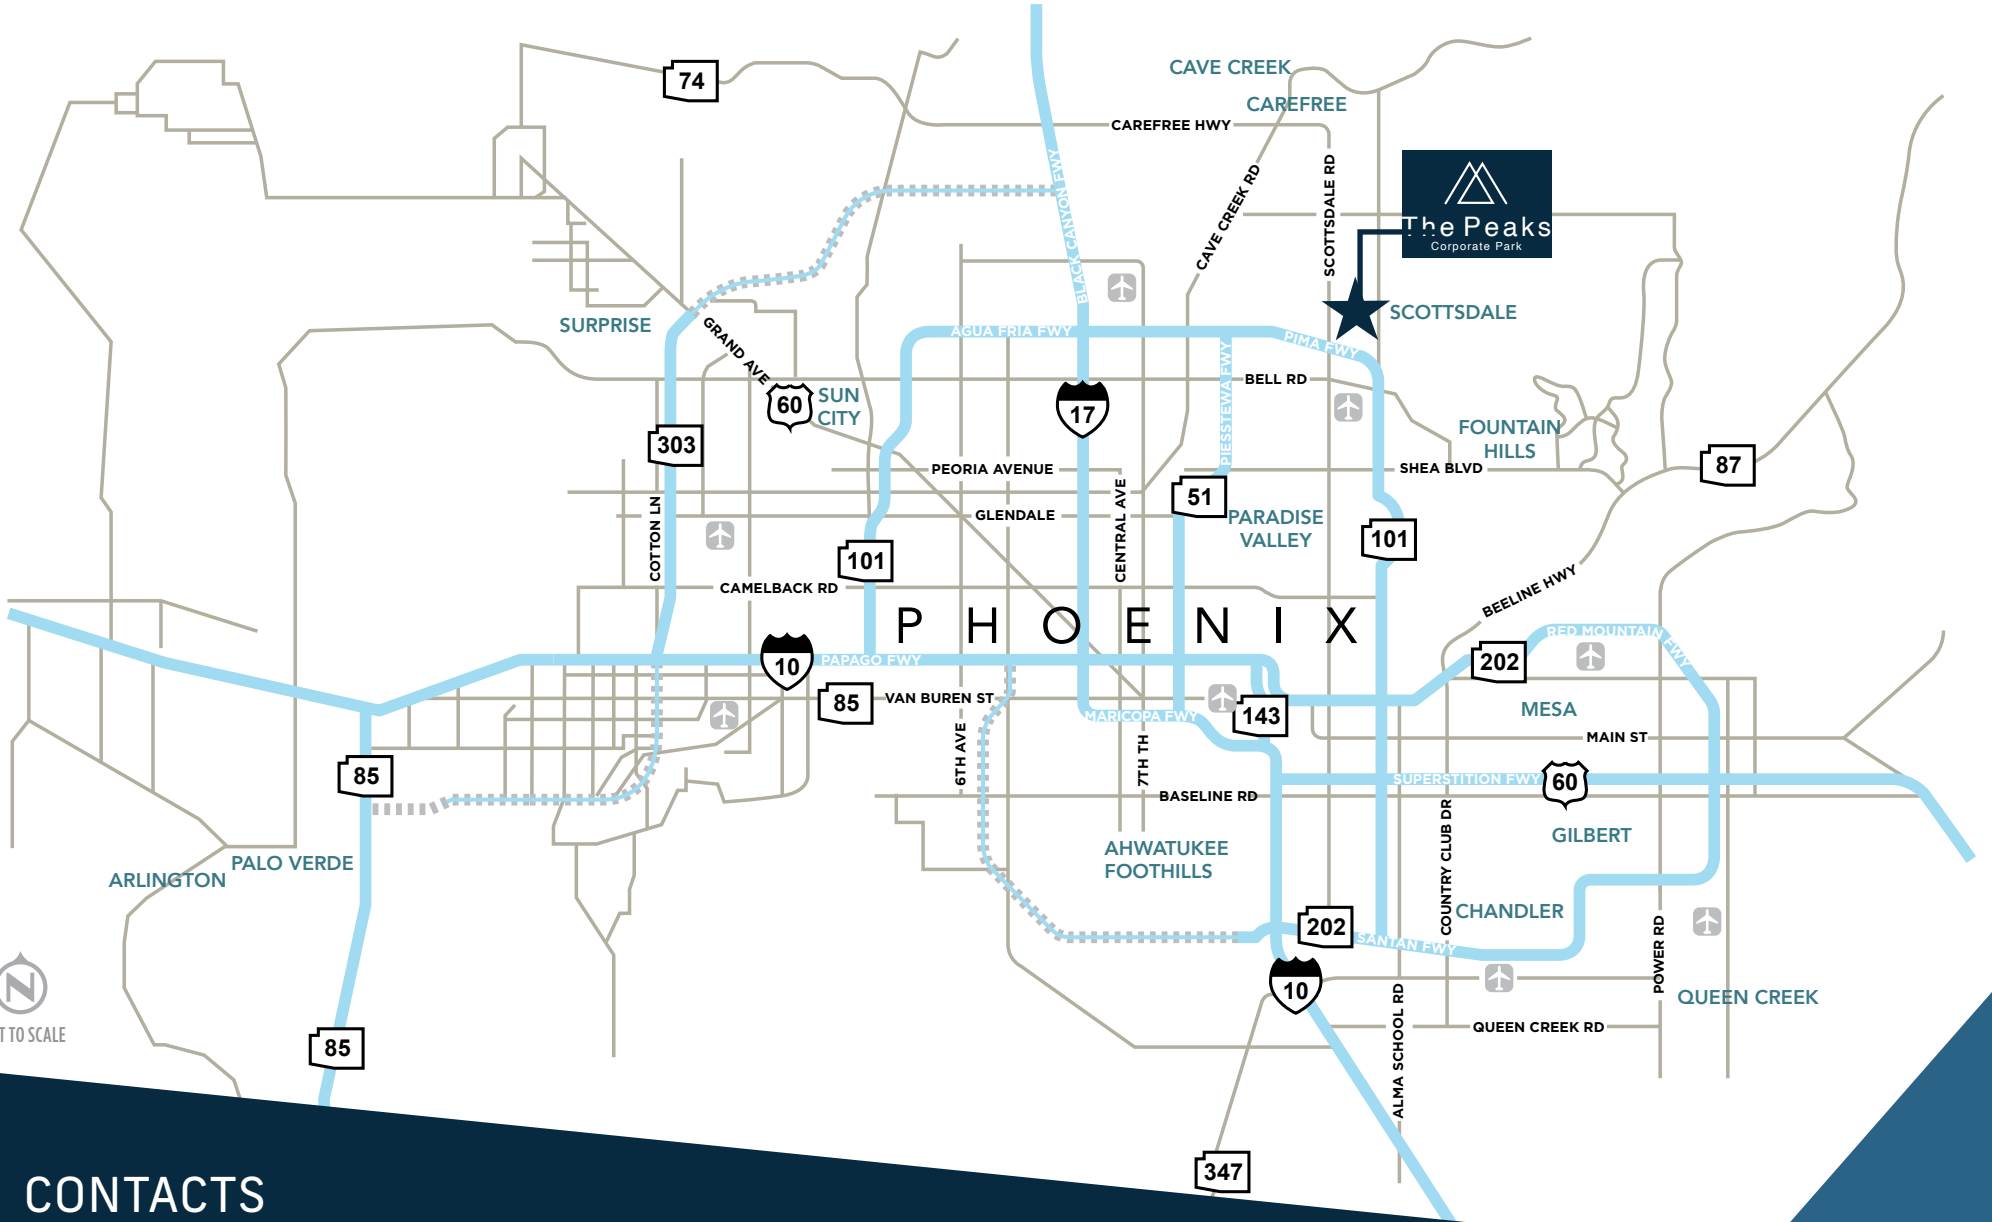 74
CAVE CREEK
CAREFREE
CAREFREE HWY
BLACK CANYON FWY
CAVE CREEK RD
SCOTTSDALE RD
The Peaks
Corporate Park
SURPRISE
GRAND AVE
AGUA FRIA FWY
PIMA FWY
SCOTTSDALE
PIESSTEWA FWY
BELL RD
60
SUN
CITY
17
303
FOUNTAIN
HILLS
PEORIA AVENUE
SHEA BLVD
87
51
COTTON LN
GLENDALE
CENTRAL AVE
PARADISE
VALLEY
101
101
CAMELBACK RD
BEELINE HWY
PHOENIX
RED MOUNTAIN FWY
10
PAPAGO FWY
202
85
VAN BUREN ST
MARICOPA FWY
143
MESA
MAIN ST
6TH AVE
7TH TH
85
SUPERSTITION FWY
60
BASELINE RD
COUNTRY CLUB DR
GILBERT
AHWATUKEE
FOOTHILLS
PALO VERDE
ARLINGTON
CHANDLER
202
SANTAN FWY
POWER RD
N
10
QUEEN CREEK
T TO SCALE
85
ALMA SCHOOL RD
QUEEN CREEK RD
347
CONTACTS